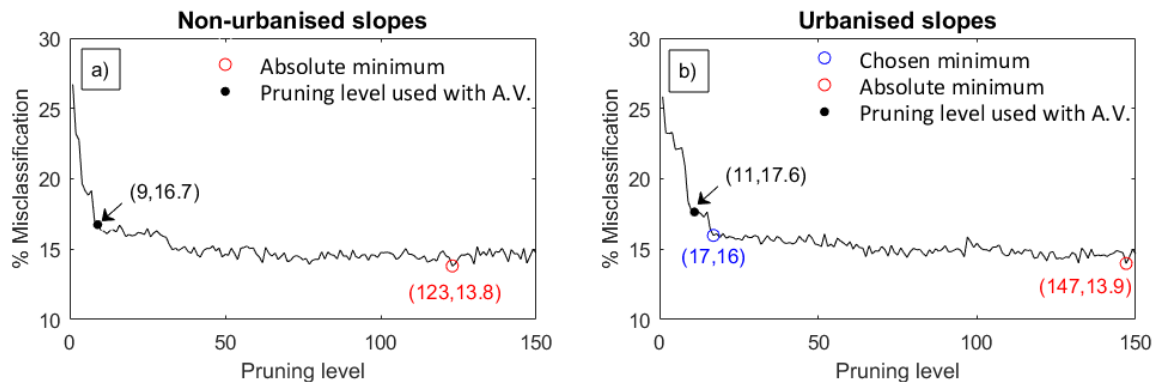 Non-urbanised slopes
30
25
20
15
10
% Misclassification
a)
Absolute minimum
Pruning level used with A.V.
(9,16.7)
(123,13.8)
0
50
100
150
Pruning level
Urbanised slopes
30
25
20
15
10
% Misclassification
b)
Chosen minimum
Absolute minimum
Pruning level used with A.V.
(11,17.6)
(17,16)
(147,13.9)
0
50
100
150
Pruning level